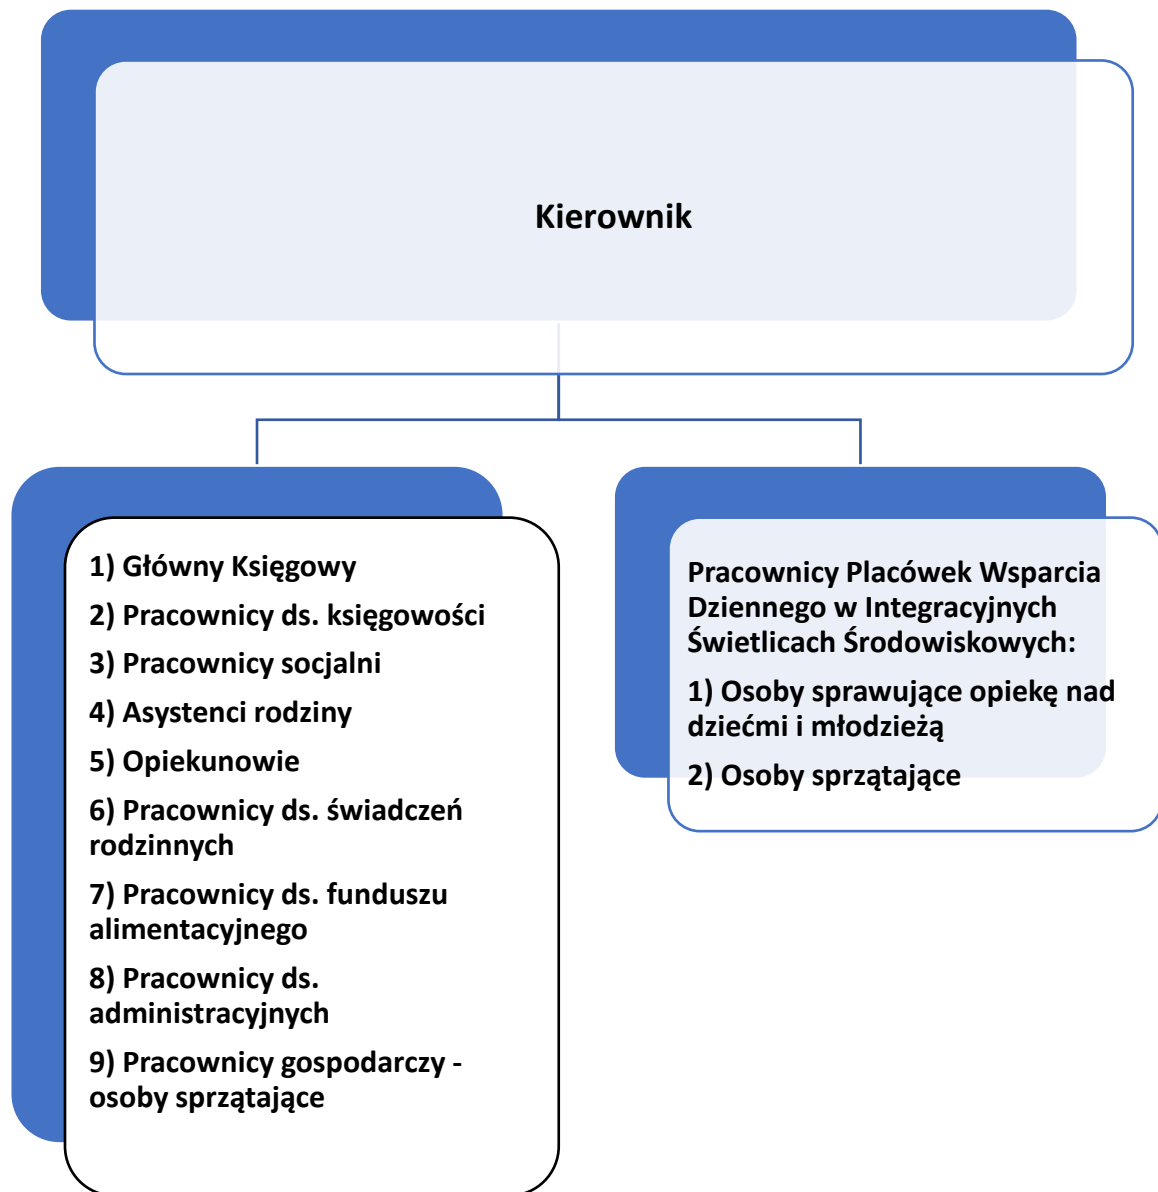 Kierownik
1) Główny Księgowy
2) Pracownicy ds. księgowości
3) Pracownicy socjalni
4) Asystenci rodziny
5) Opiekunowie
6) Pracownicy ds. świadczeń
rodzinnych
7) Pracownicy ds. funduszu
alimentacyjnego
8) Pracownicy ds.
administracyjnych
9) Pracownicy gospodarczy -
osoby sprzątające
Pracownicy Placówek Wsparcia
Dziennego w Integracyjnych
Świetlicach Środowiskowych:
1) Osoby sprawujące opiekę nad
dziećmi i młodzieżą
2) Osoby sprzątające